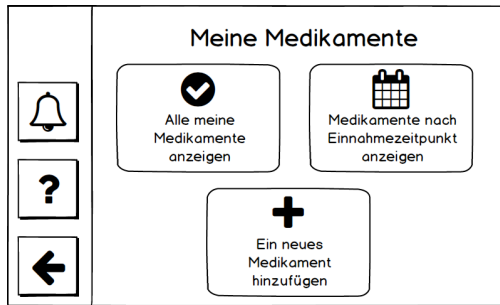 Meine Medikamente
Alle meine
Medikamente
anzeigen
Medikamente nach
Einnahmezeitpunkt
anzeigen
?
Ein neues
Medikament
hinzufügen